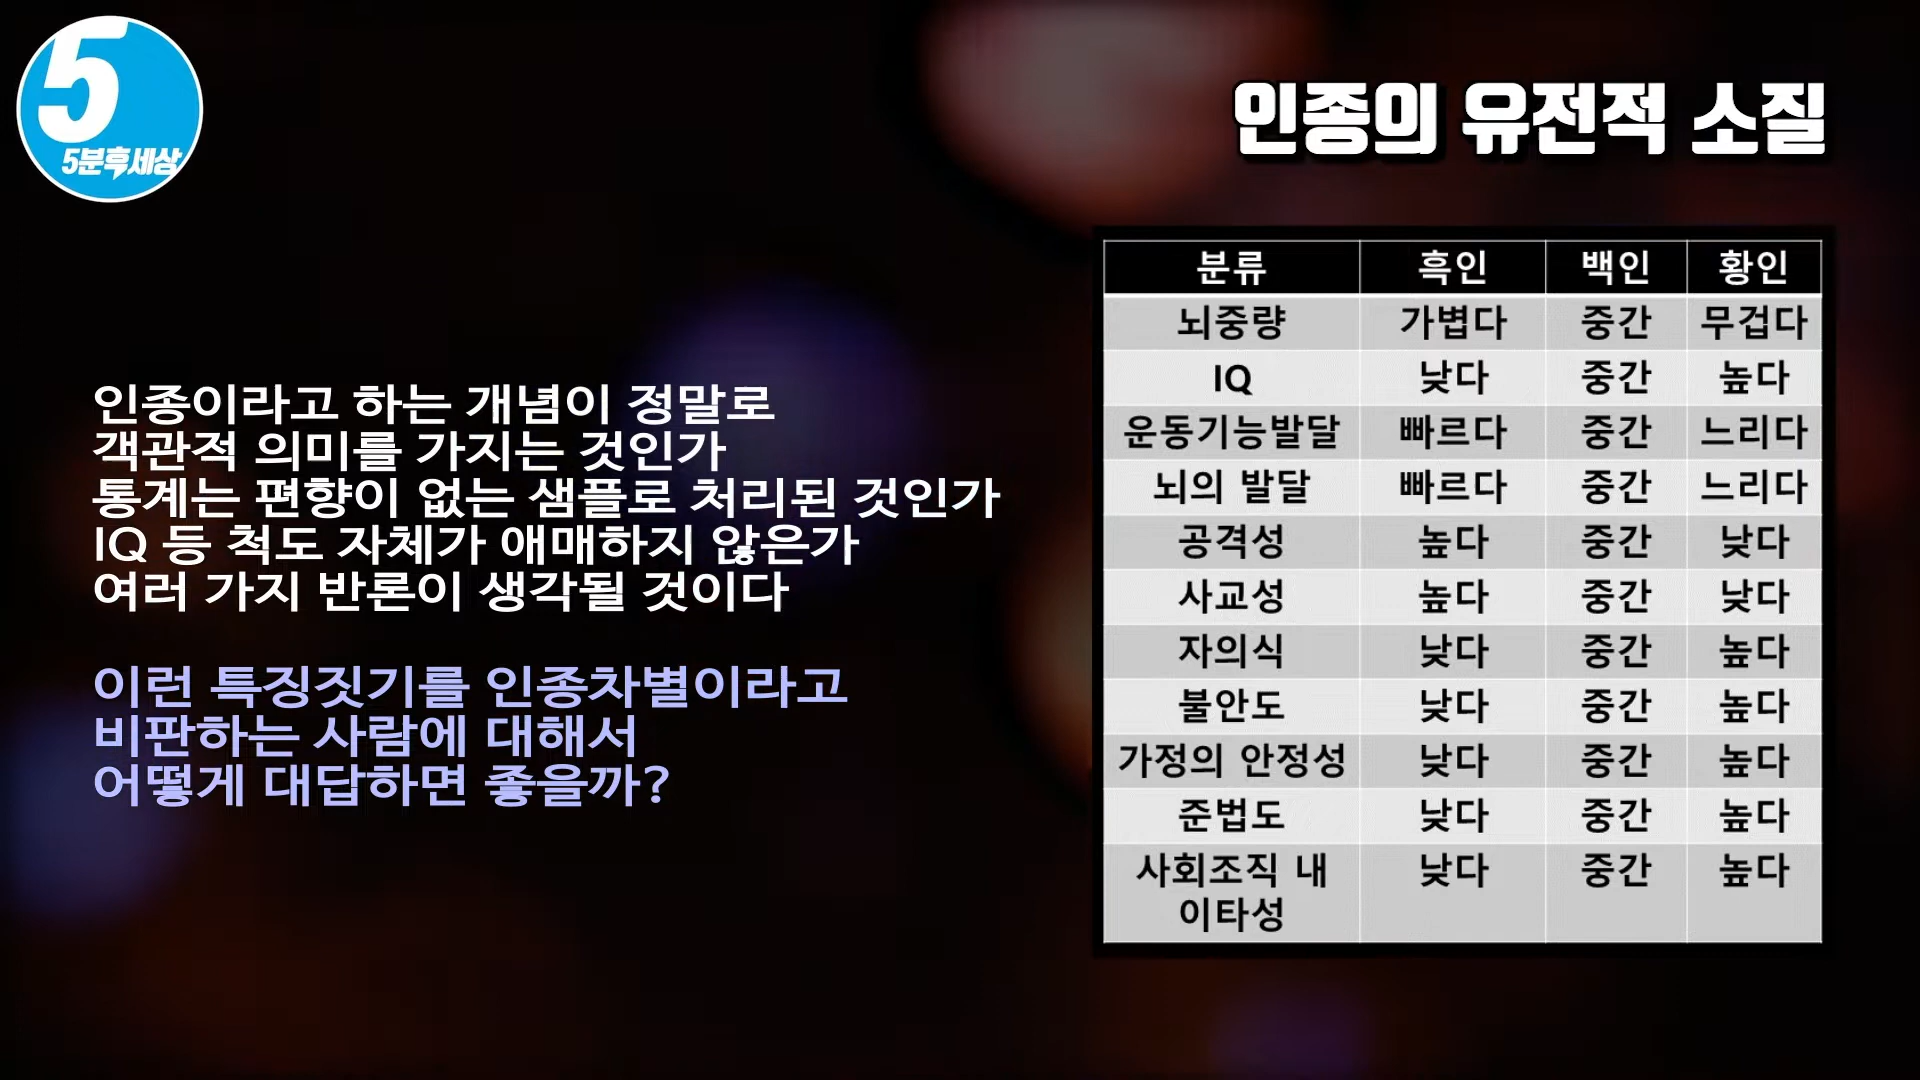 5
5분후세상
인종의 유전적 소질
인종이라고 하는 개념이 정말로
객관적 의미를 가지는 것인가
통계는 편향이 없는 샘플로 처리된 것인가
IQ 등 척도 자체가 애매하지 않은가
여러 가지 반론이 생각될 것이다
이런 특징짓기를 인종차별이라고
비판하는 사람에 대해서
어떻게 대답하면 좋을까?
분류 흑인 백인 황인
뇌중량 가볍다 중간 무겁다
IQ 낮다 중간 높다
운동기능발달 빠르다 중간 느리다
뇌의 발달 빠르다 중간 느리다
공격성 높다 중간 낮다
사교성 높다 중간 낮다
자의식 낮다 중간 높다
불안도 낮다 중간 높다
가정의 안정성 낮다 중간 높다
준법도 낮다 중간 높다
사회조직 내 낮다 중간 높다
이타성